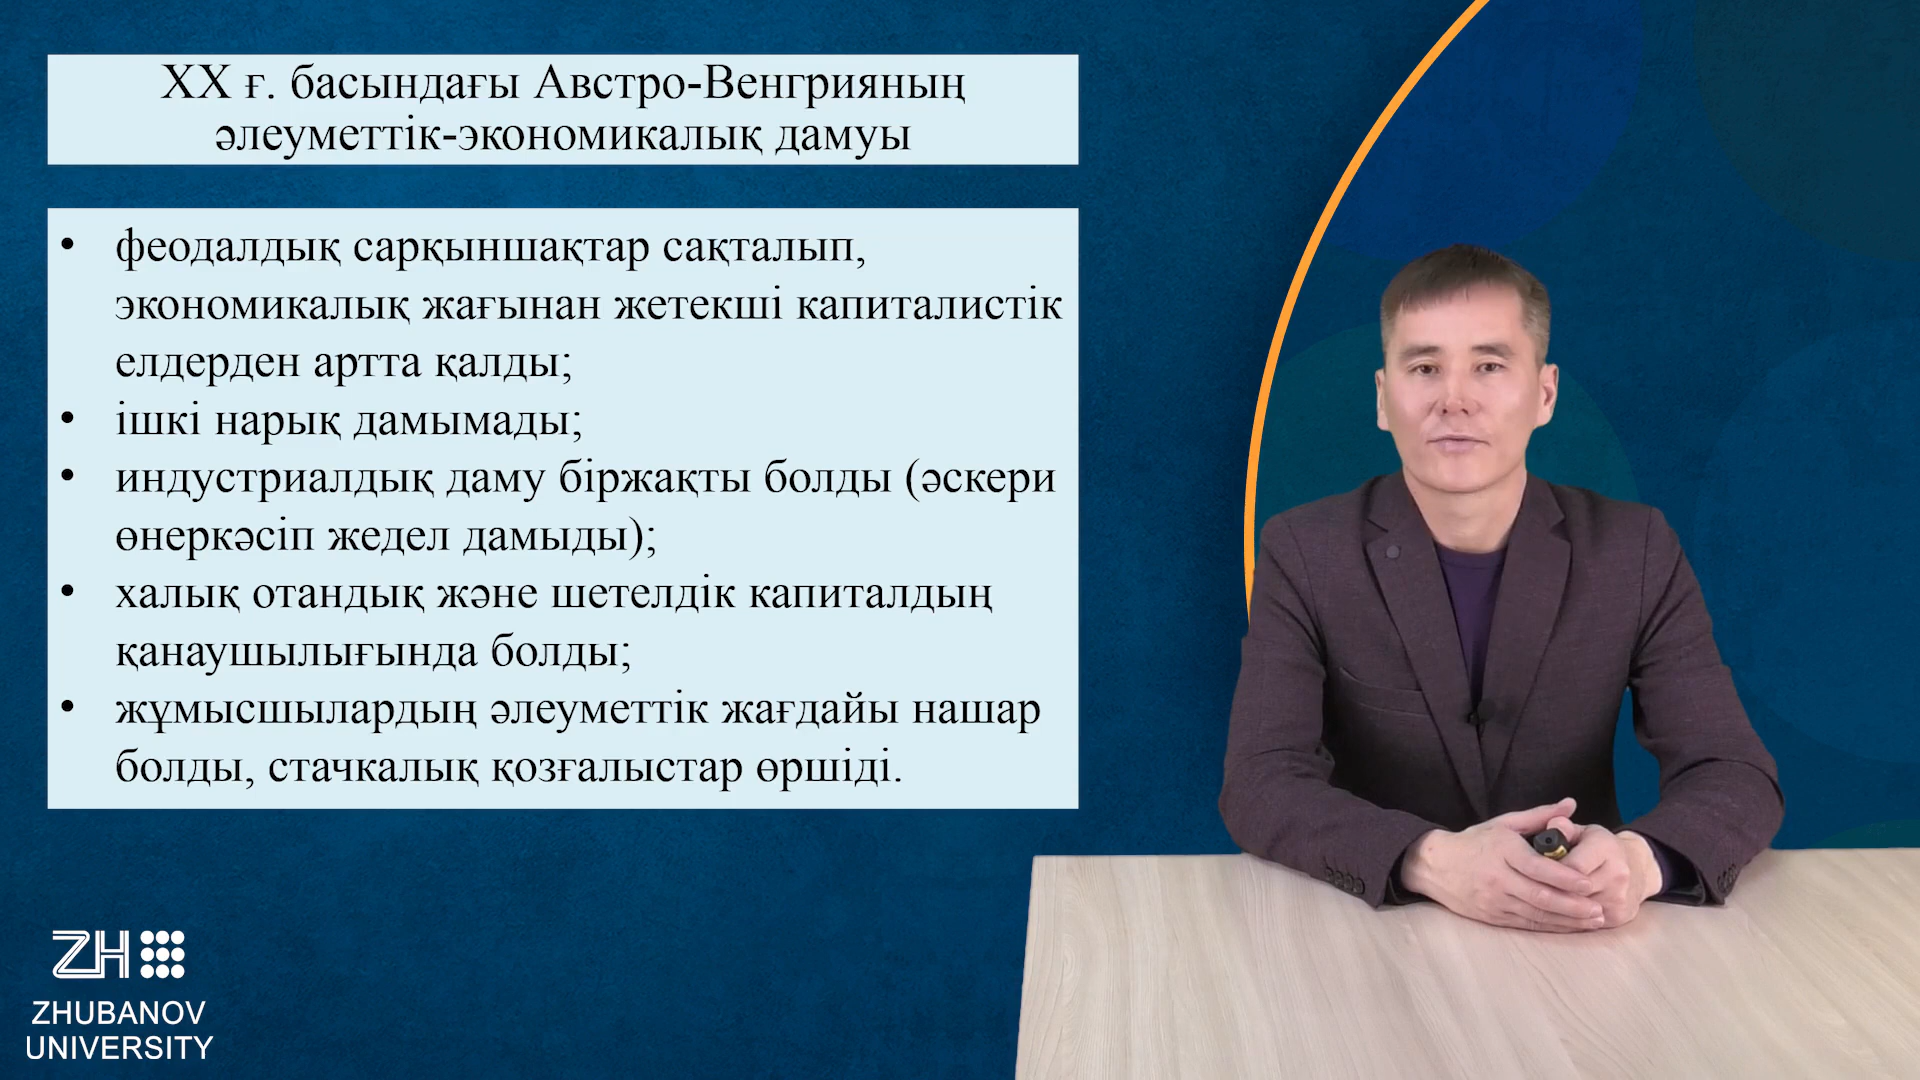 XX ғ. басындағы Австро-Венгрияның
әлеуметтік-экономикалық дамуы
• феодалдық сарқыншақтар сақталып,
экономикалық жағынан жетекші капиталистік
елдерден артта қалды;
• ішкі нарық дамымады;
• индустриалдық даму біржақты болды (әскери
өнеркәсіп жедел дамыды);
• халық отандық және шетелдік капиталдың
қанаушылығында болды;
• жұмысшылардың әлеуметтік жағдайы нашар
болды, стачкалық қозғалыстар өршіді.
ZH
ZHUBANOV
UNIVERSITY